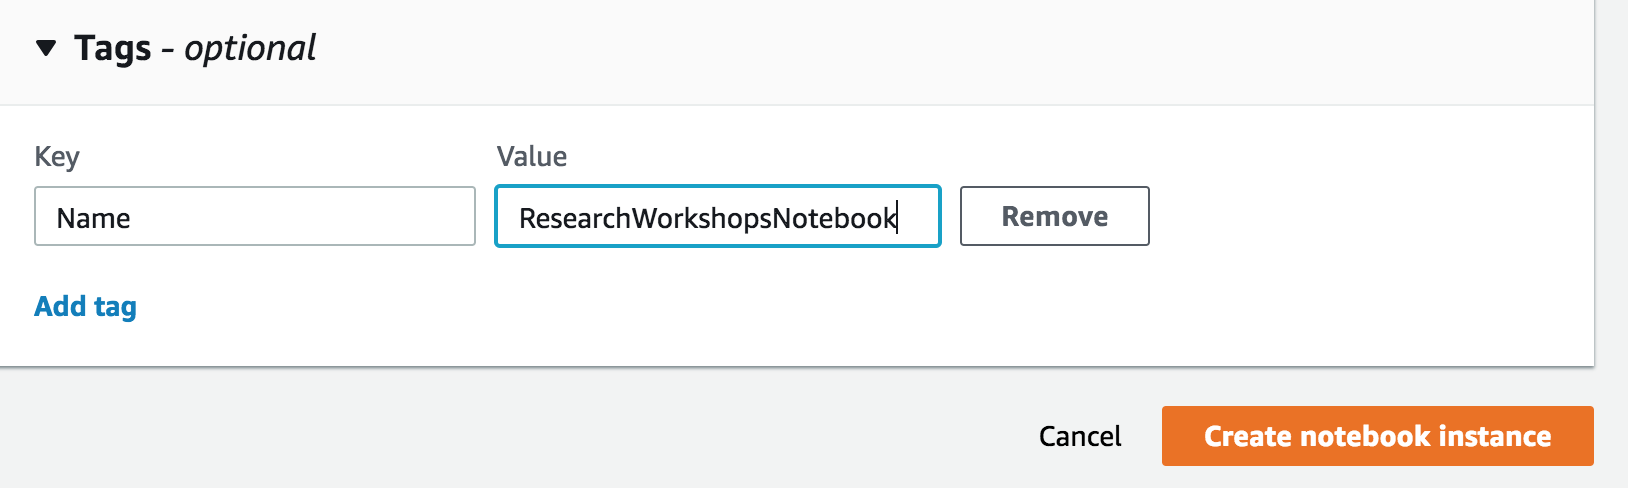 Tags - optional
Key Value
Name ResearchWorkshopsNotebook Remove
Add tag
Cancel Create notebook instance